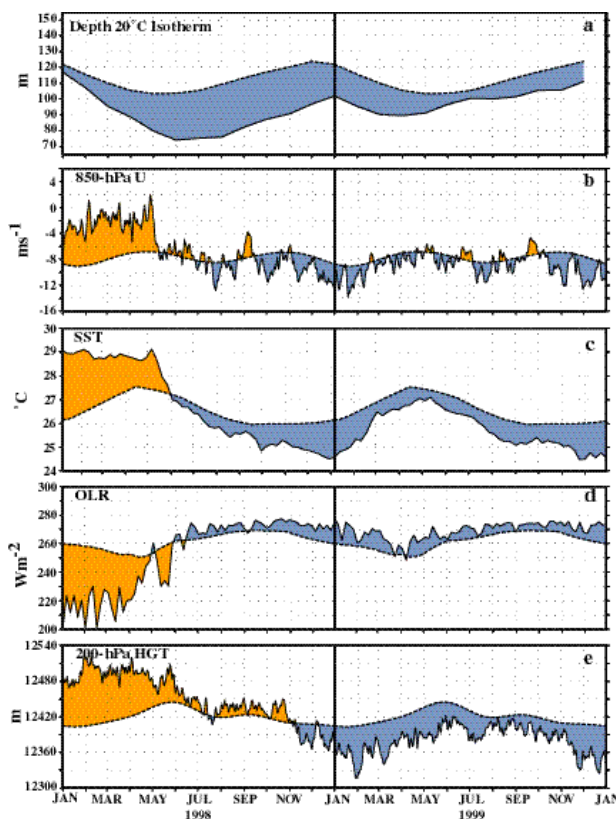 Depth 20°C Isotherm
a
m
150
140
130
120
110
100
90
80
70
850-hPa U
b
ms-1
4
0
-4
-8
-12
-16
SST
c
°C
29
28
27
26
25
24
OLR
d
Wm-2
300
280
260
240
220
200
200-hPa HGT
e
m
12540
12480
12420
12360
12300
JAN MAR MAY JUL SEP NOV JAN MAR MAY JUL SEP NOV JAN
1998 1999